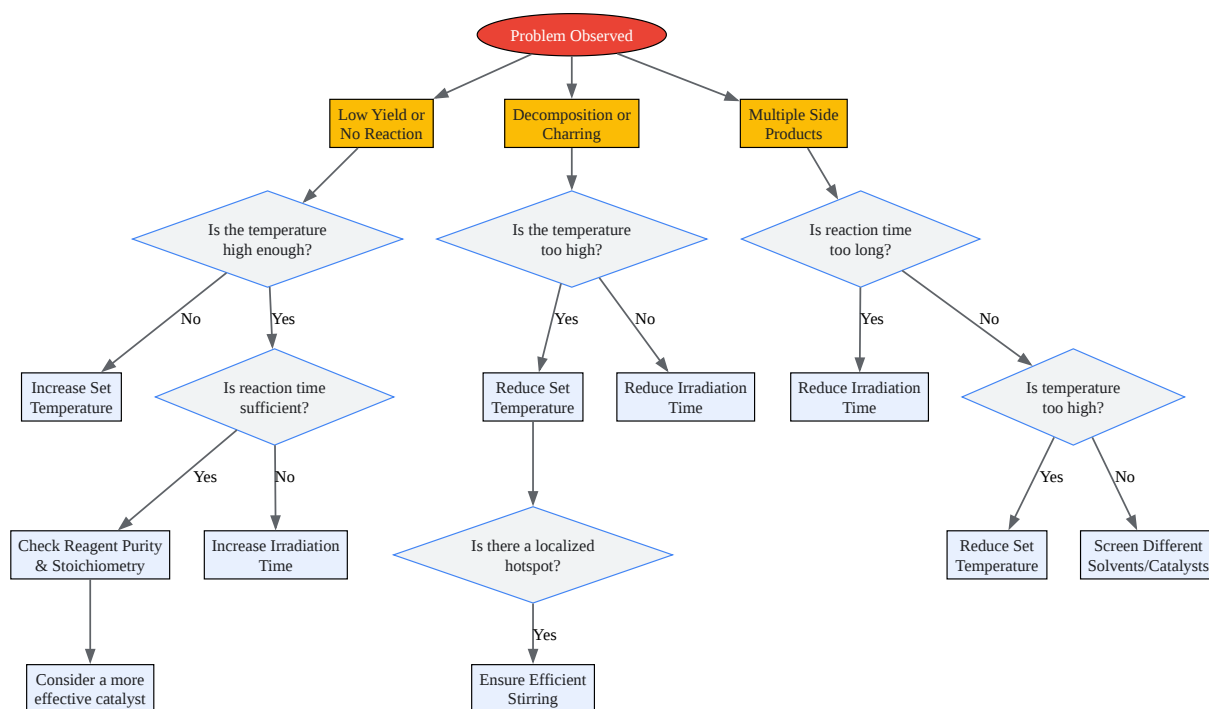 Problem Observed
Low Yield or
No Reaction
Decomposition or
Charring
Multiple Side
Products
Is the temperature
high enough?
Is the temperature
too high?
Is reaction time
too long?
No
Yes
Yes
No
Yes
No
Increase Set
Temperature
Is reaction time
sufficient?
Reduce Set
Temperature
Reduce Irradiation
Time
Reduce Irradiation
Time
Is temperature
too high?
Yes
No
Yes
No
Check Reagent Purity
& Stoichiometry
Increase Irradiation
Time
Is there a localized
hotspot?
Reduce Set
Temperature
Screen Different
Solvents/Catalysts
Yes
Consider a more
effective catalyst
Ensure Efficient
Stirring